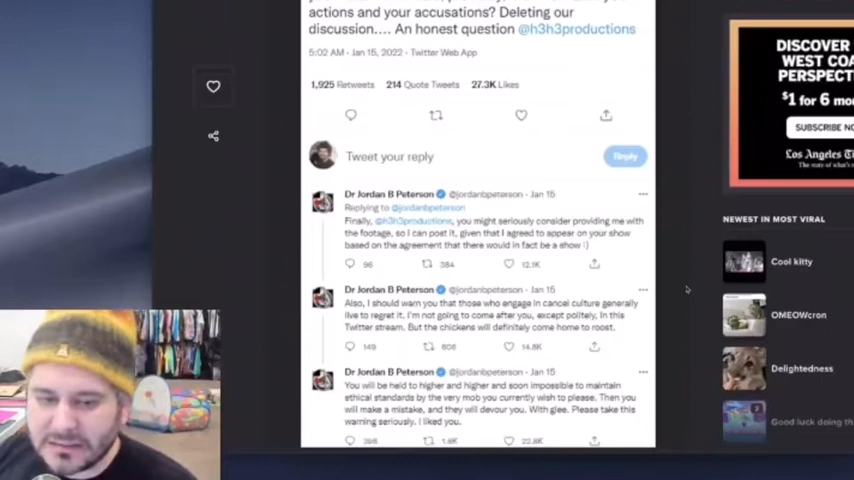 actions and your accusations? Deleting our
discussion.... An honest question @h3h3productions
5:02 AM · Jan 15, 2022 · Twitter Web App
1,925 Retweets 214 Quote Tweets 27.3K Likes
Tweet your reply
Reply
Dr Jordan B Peterson @jordanbpeterson · Jan 15
Replying to @jordanbpeterson
Finally, @h3h3productions, you might seriously consider providing me with
the footage, so I can post it, given that I agreed to appear on your show
based on the agreement that there would in fact be a show :)
96 384 12.1K
Dr Jordan B Peterson @jordanbpeterson · Jan 15
Also, I should warn you that those who engage in cancel culture generally
live to regret it. I'm not going to come after you, except politely, in this
Twitter stream. But the chickens will definitely come home to roost.
149 608 14.8K
Dr Jordan B Peterson @jordanbpeterson · Jan 15
You will be held to higher and higher and soon impossible to maintain
ethical standards by the very mob you currently wish to please. Then you
will make a mistake, and they will devour you. With glee. Please take this
warning seriously. I liked you.
396 1.8K 22.8K
DISCOVER
WEST COA
PERSPECT
$1 for 6 mo
SUBSCRIBE NO
Los Angeles T
NEWEST IN MOST VIRAL
Cool kitty
OMEOWcron
Delightedness
Good luck doing th